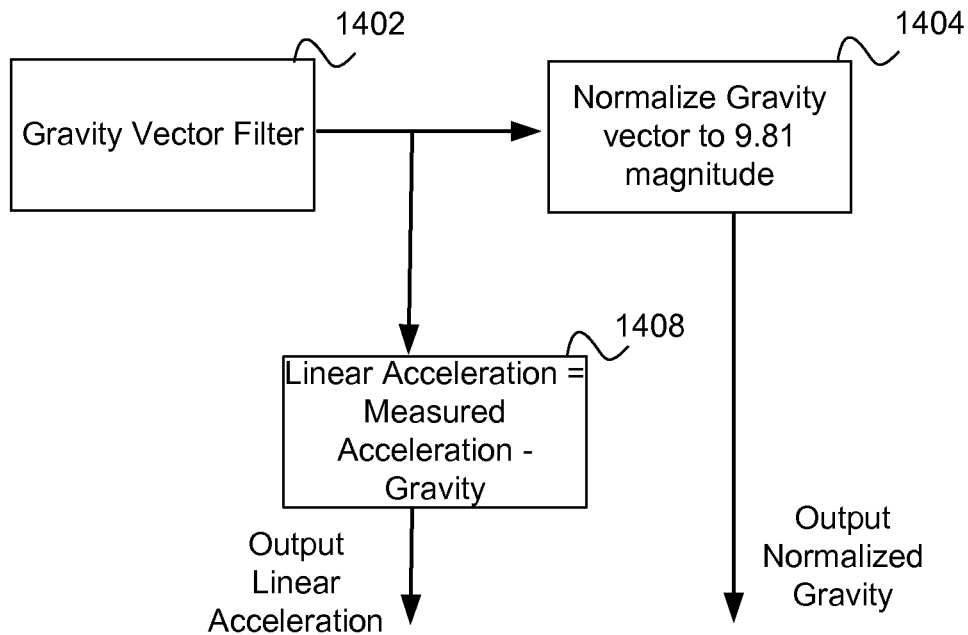 1402
Gravity Vector Filter
1404
Normalize Gravity
vector to 9.81
magnitude
1408
Linear Acceleration =
Measured
Acceleration -
Gravity
Output
Linear
Acceleration
Output
Normalized
Gravity